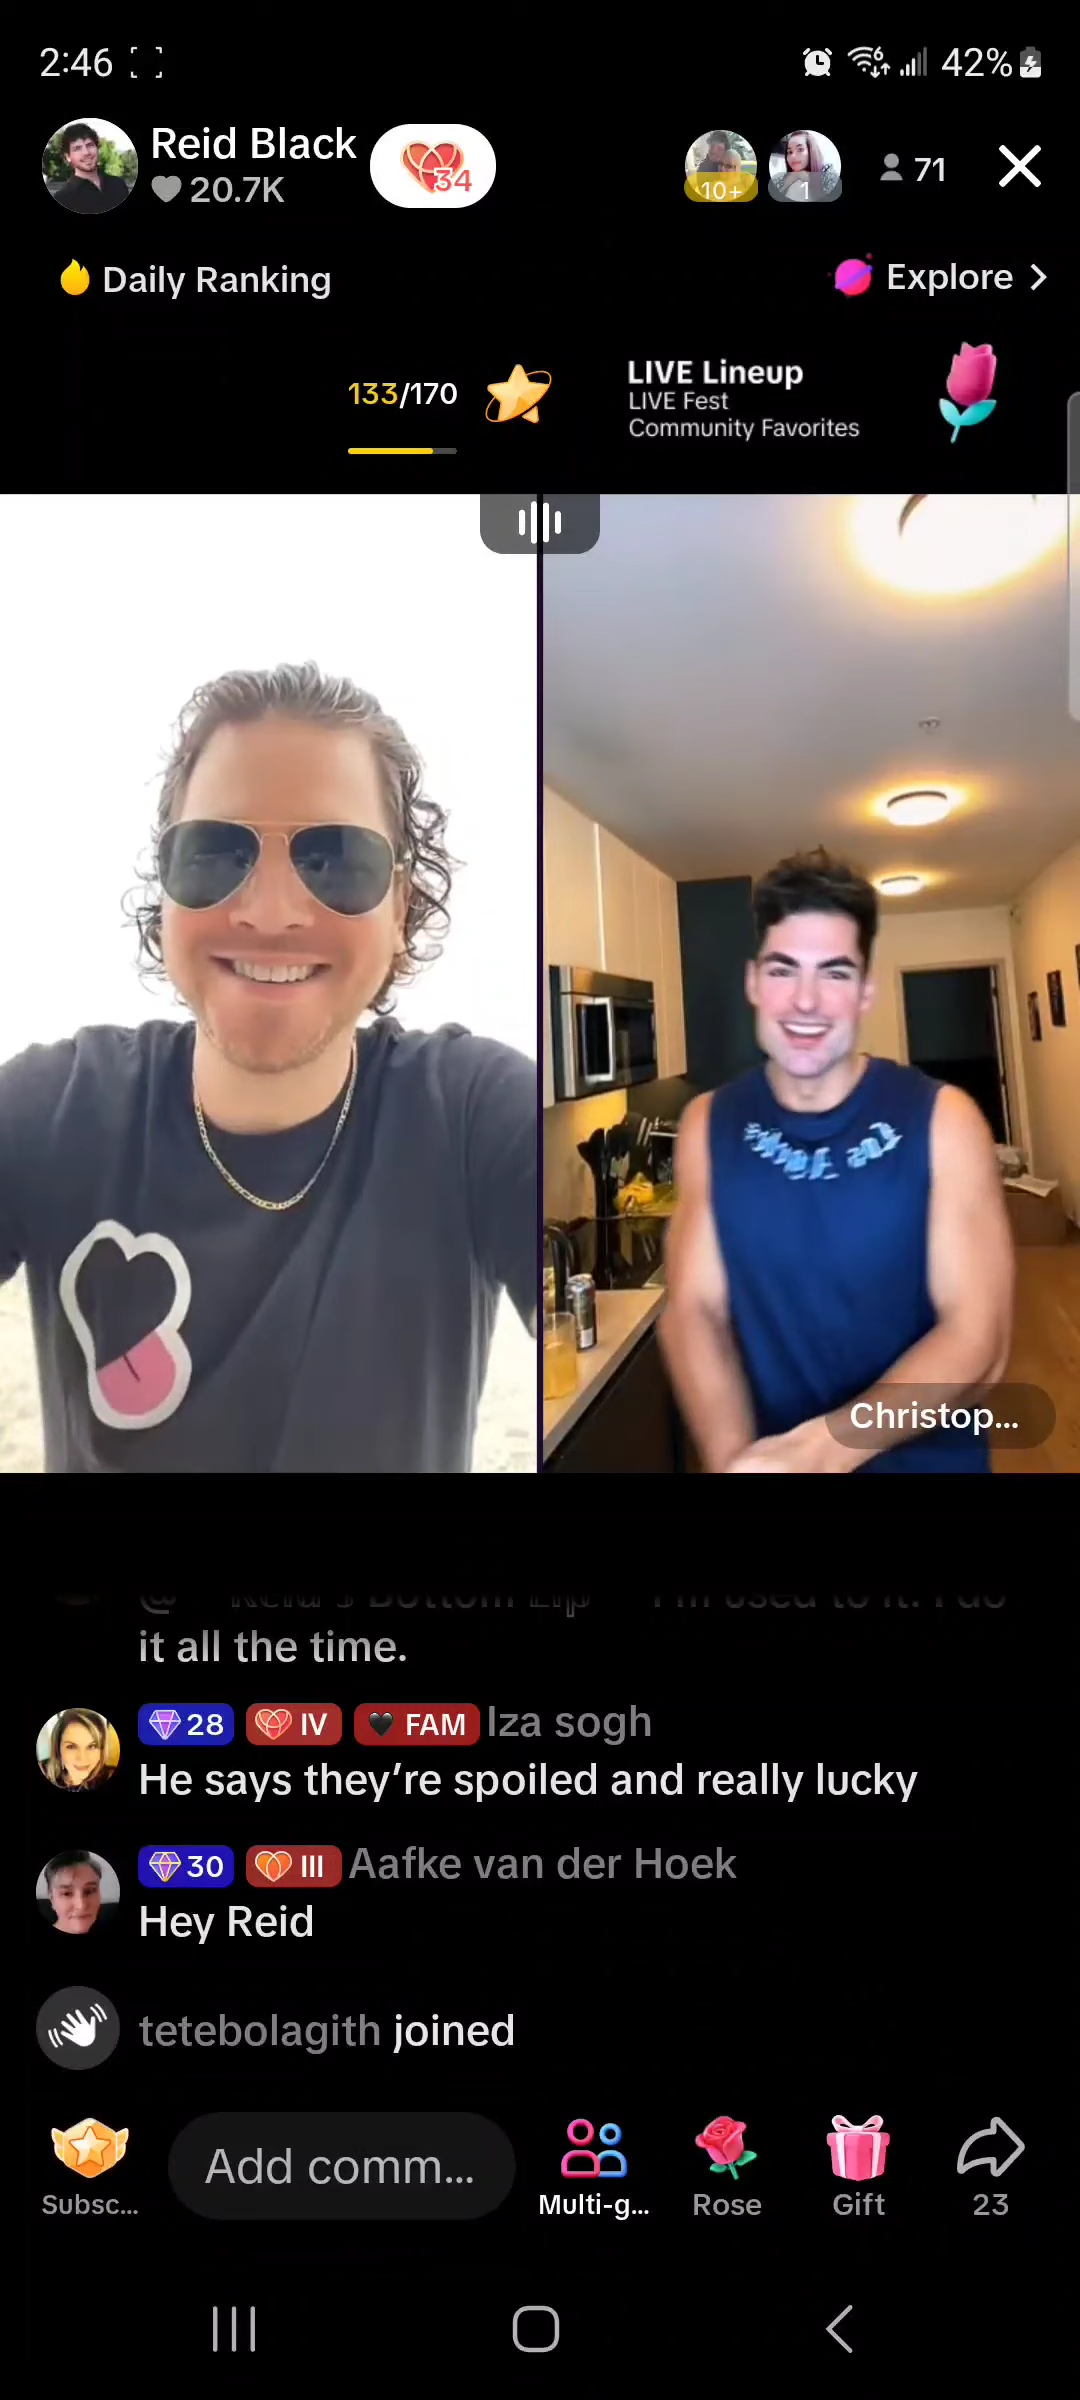 2:46
42%
Reid Black
20.7K
34
10+
1
71
Daily Ranking
Explore
133/170
LIVE Lineup
LIVE Fest
Community Favorites
Christop...
it all the time.
28 IV FAM Iza sogh
He says they're spoiled and really lucky
30 III Aafke van der Hoek
Hey Reid
tetebolagith joined
Subsc...
Add comm...
Multi-g...
Rose
Gift
23